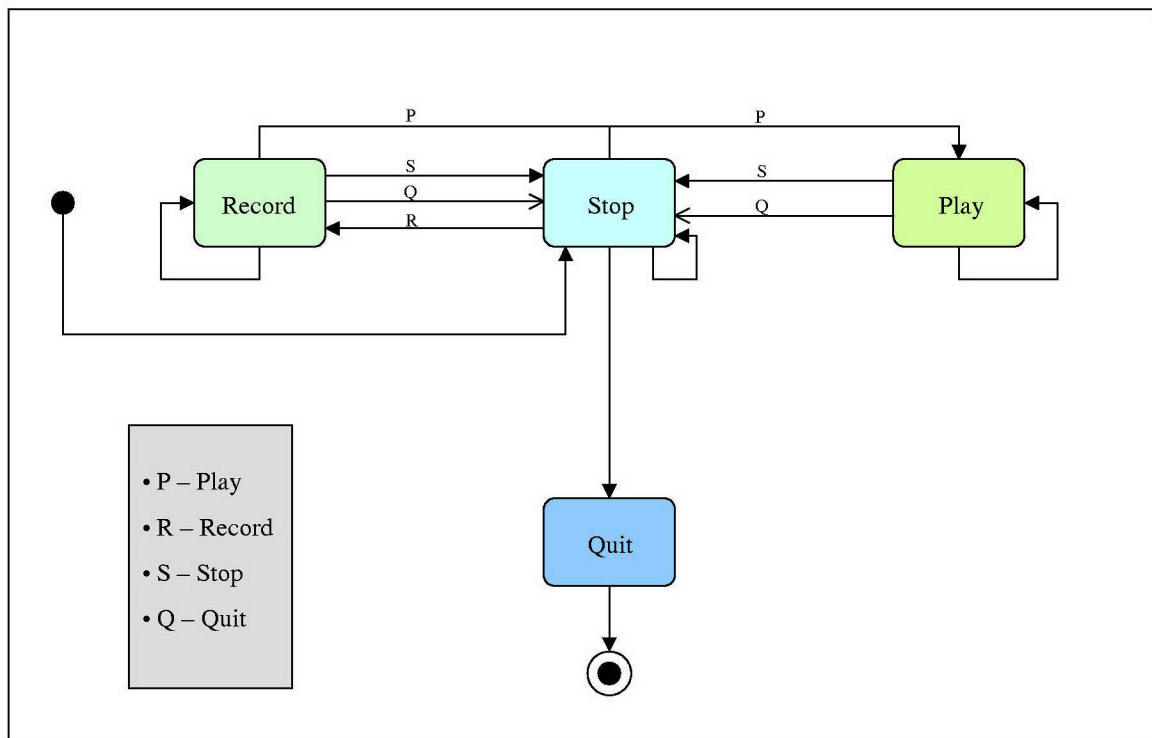 P
P
S
S
Record
Q
Stop
Q
Play
R
Quit
• P – Play
• R – Record
• S – Stop
• Q – Quit